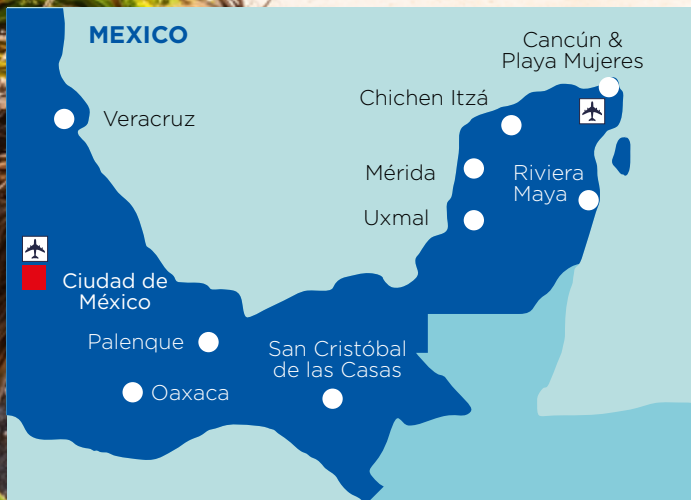 MEXICO
Cancún &
Playa Mujeres
Chichen Itzá
Veracruz
Mérida
Riviera
Maya
Uxmal
Ciudad de
México
Palenque
San Cristóbal
de las Casas
Oaxaca